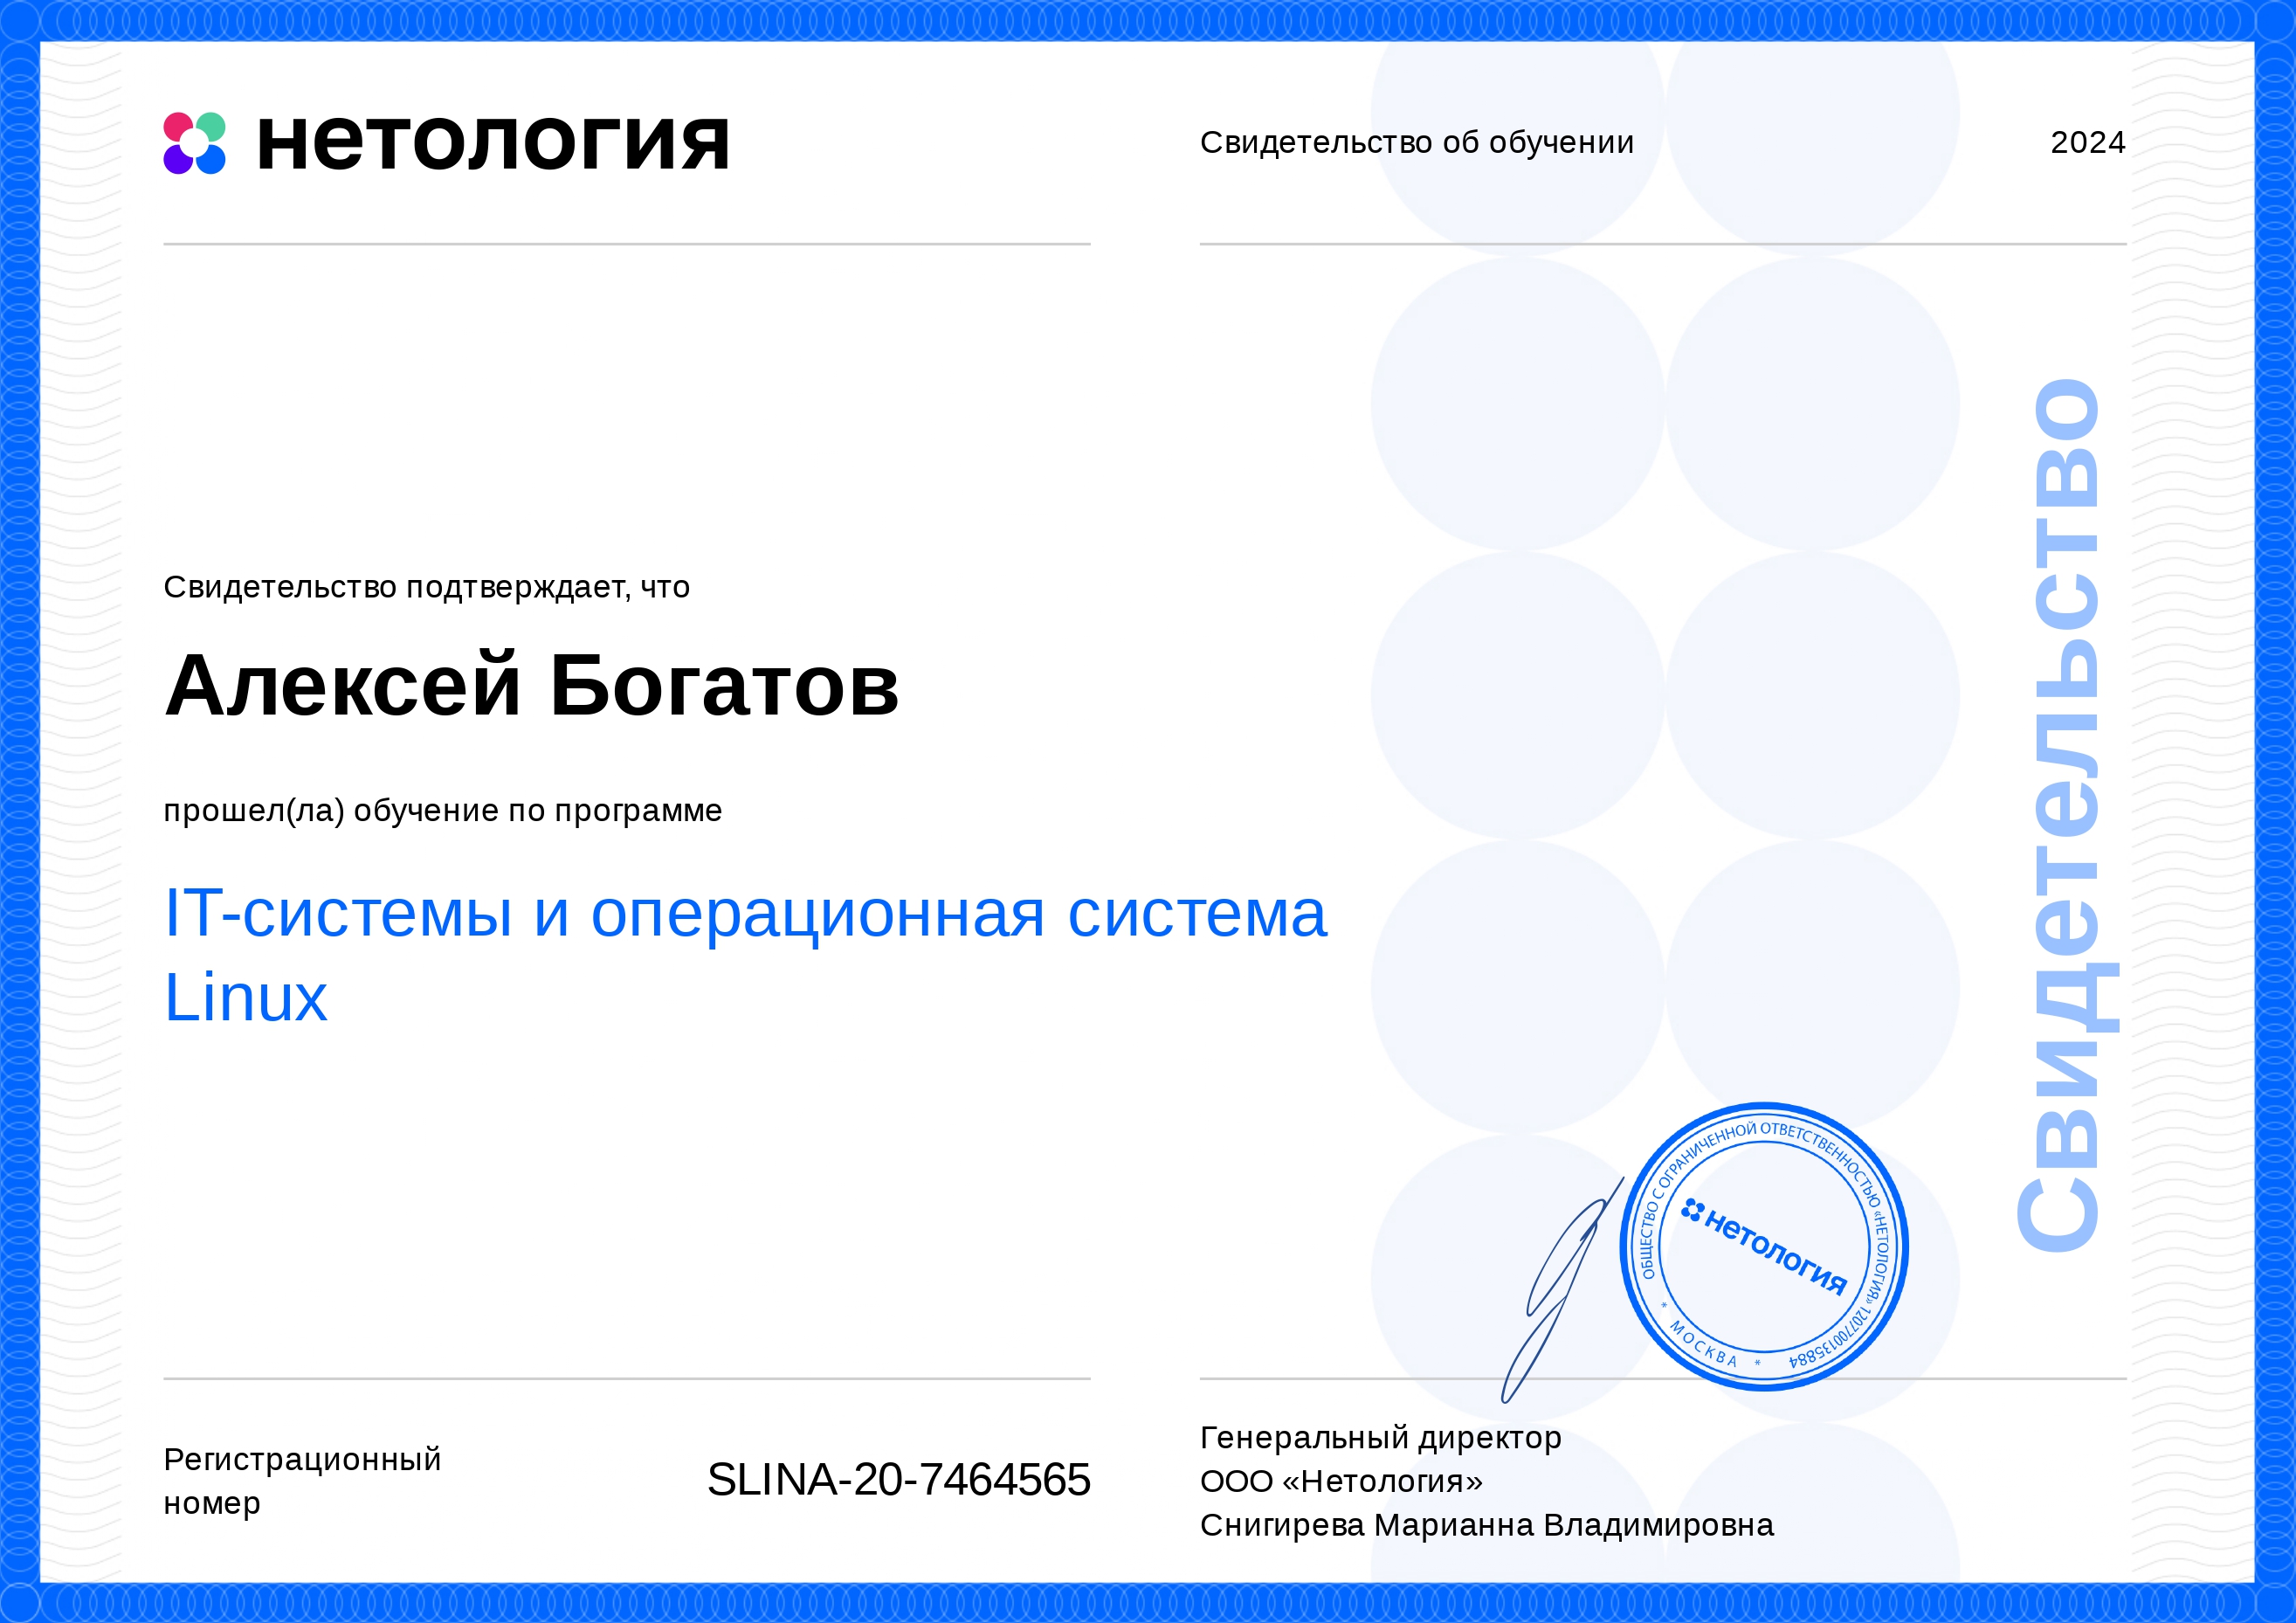 нетология
Свидетельство об обучении
2024
Свидетельство подтверждает, что
Алексей Богатов
прошел(ла) обучение по программе
IT-системы и операционная система
Linux
Свидетельство
ОБЩЕСТВО С ОГРАНИЧЕННОЙ ОТВЕТСТВЕННОСТЬЮ «НЕТОЛОГИЯ» 1207700135884
* МОСКВА *
нетология
Регистрационный
номер
SLINA-20-7464565
Генеральный директор
ООО «Нетология»
Снигирева Марианна Владимировна